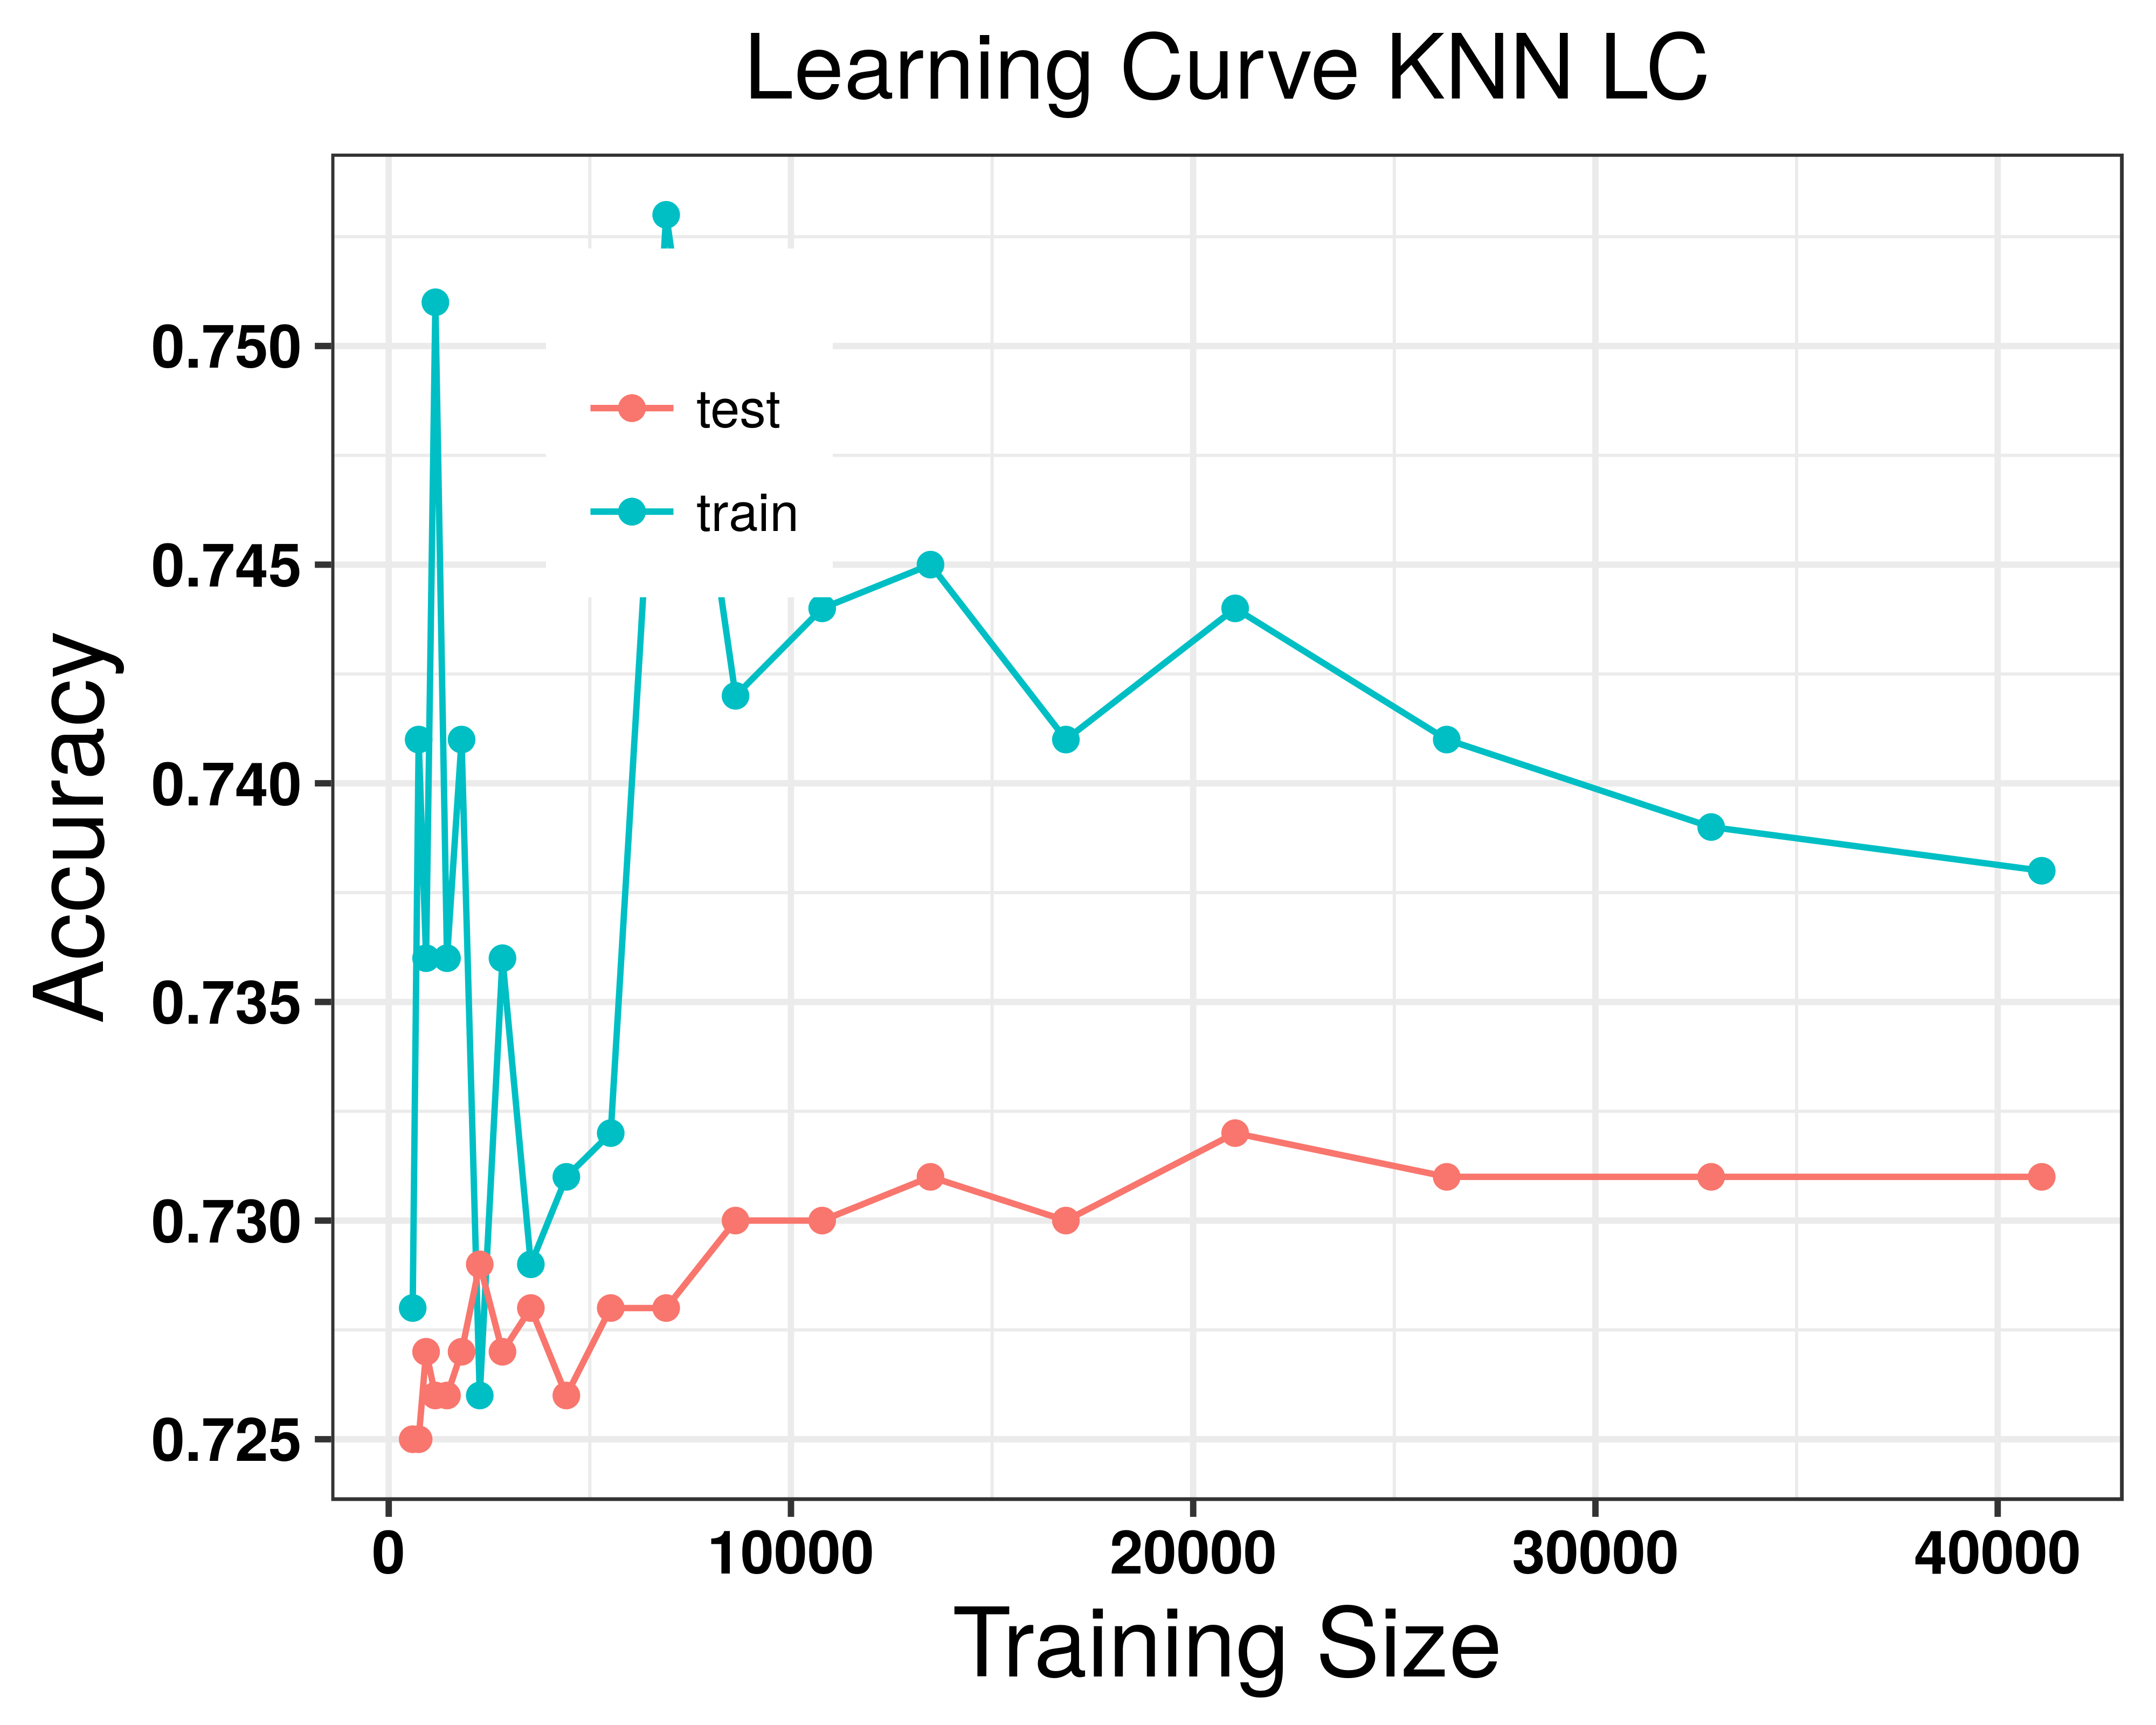 Learning Curve KNN LC
Accuracy
0.750
0.745
0.740
0.735
0.730
0.725
test
train
0 10000 20000 30000 40000
Training Size